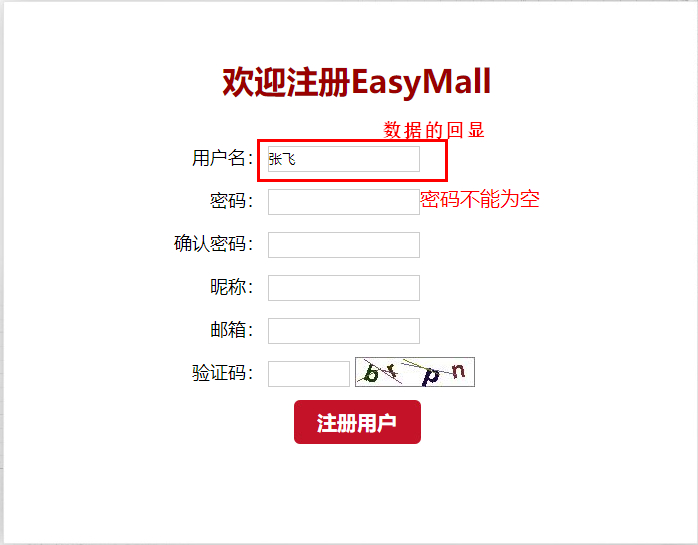 欢迎注册EasyMall
数据的回显
用户名： 张飞
密码： 密码不能为空
确认密码：
昵称：
邮箱：
验证码： brpn
注册用户